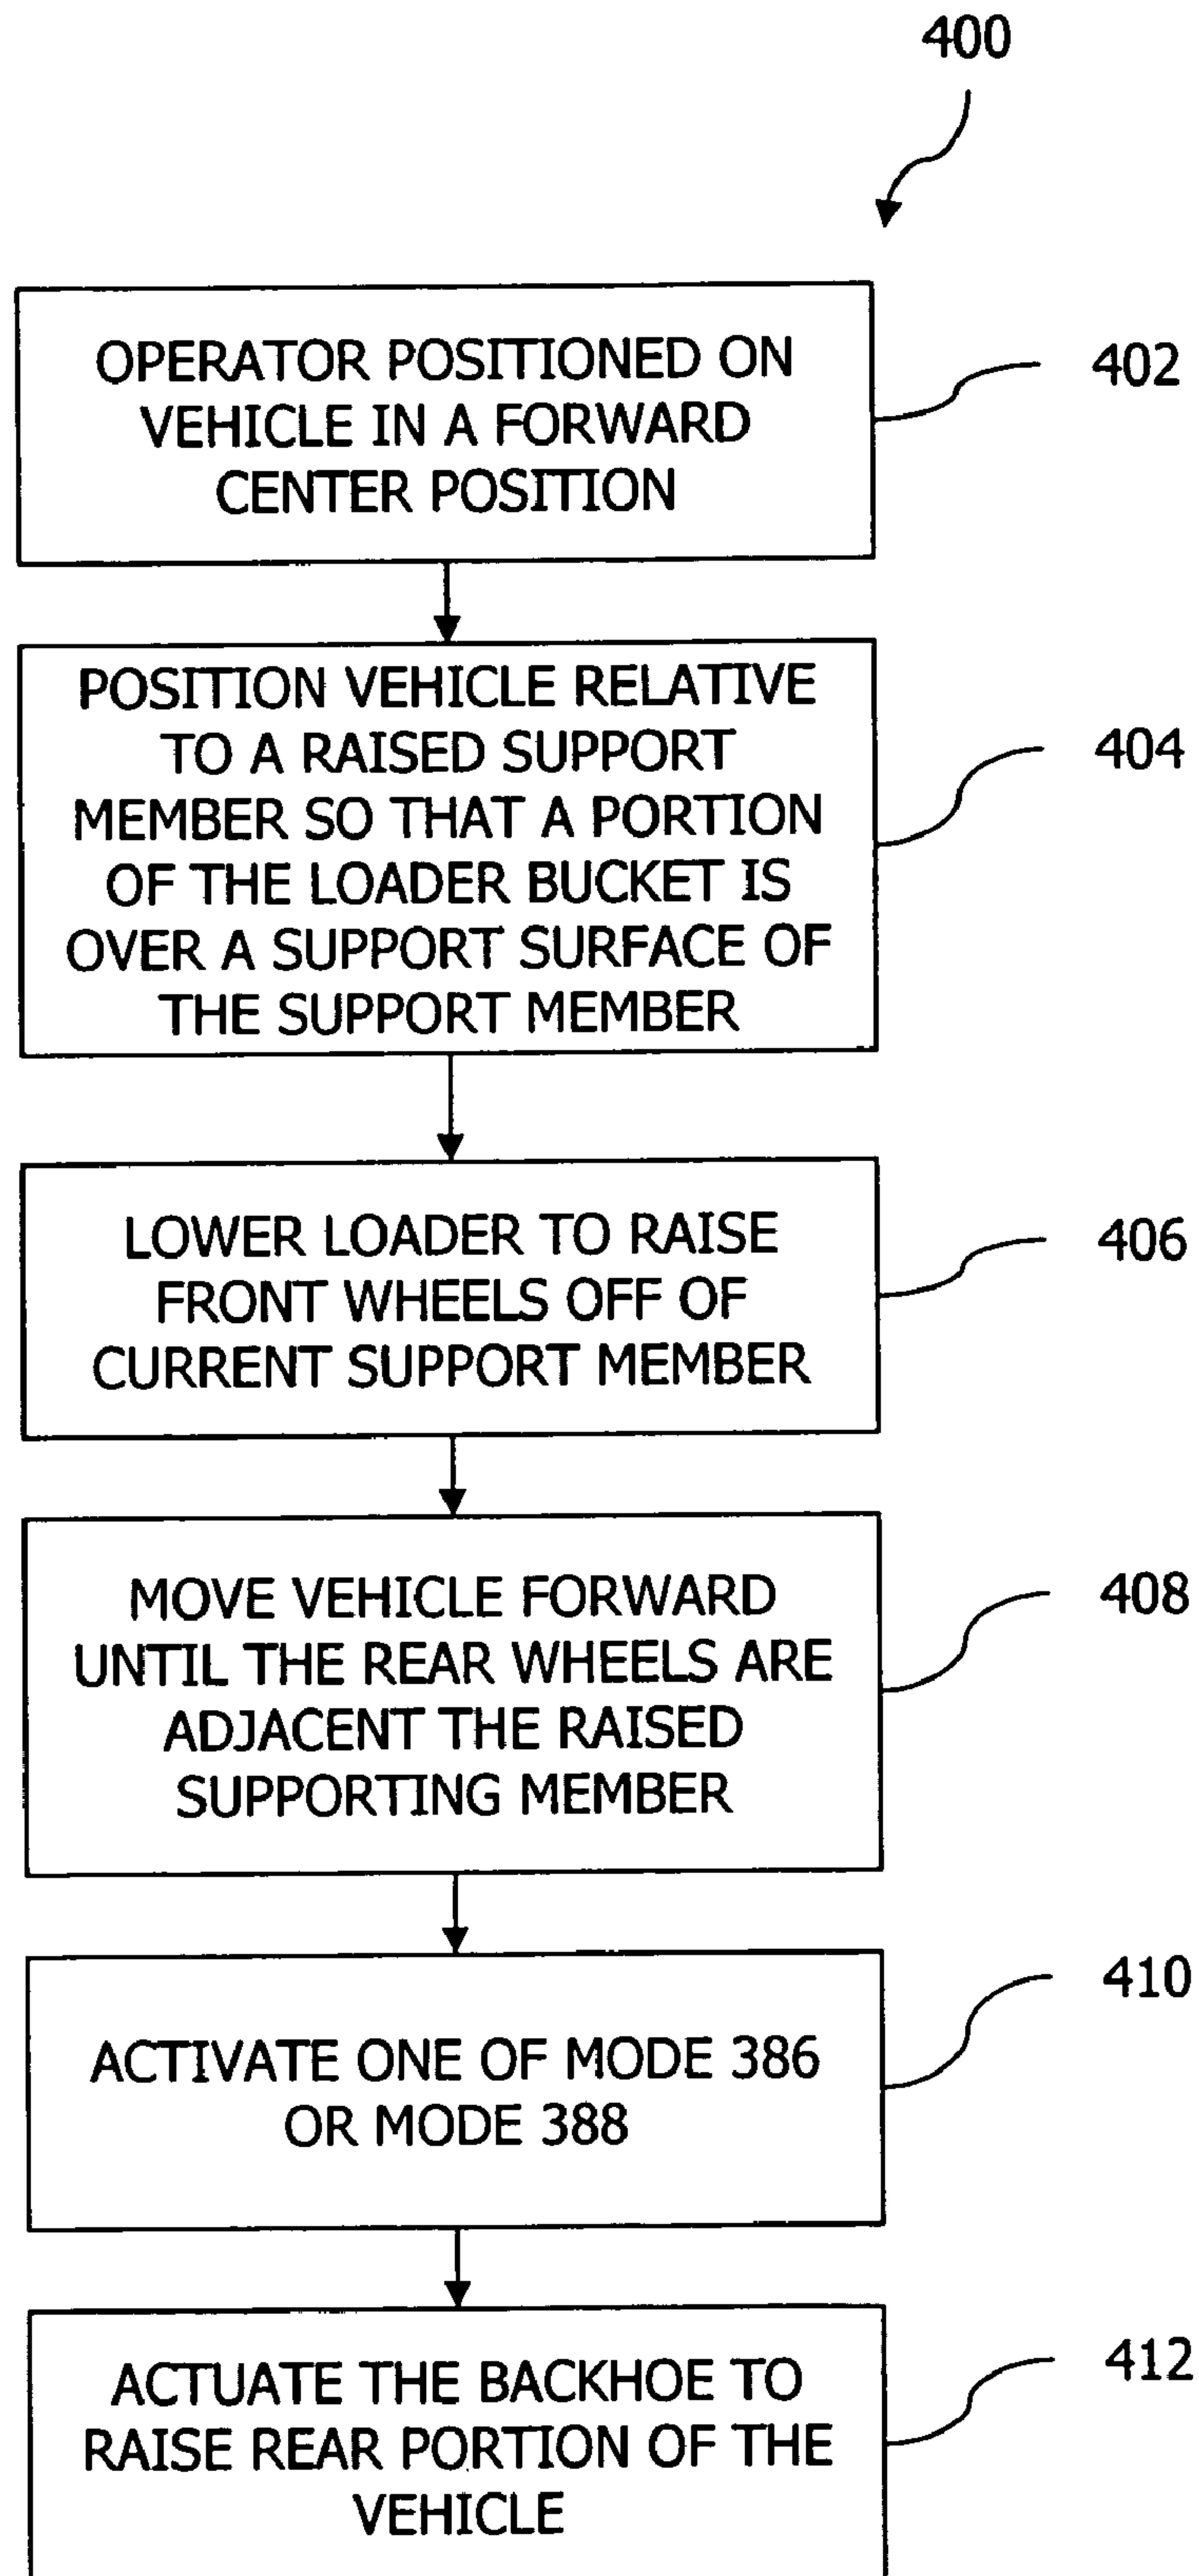 400
OPERATOR POSITIONED ON
VEHICLE IN A FORWARD
CENTER POSITION
402
POSITION VEHICLE RELATIVE
TO A RAISED SUPPORT
MEMBER SO THAT A PORTION
OF THE LOADER BUCKET IS
OVER A SUPPORT SURFACE OF
THE SUPPORT MEMBER
404
LOWER LOADER TO RAISE
FRONT WHEELS OFF OF
CURRENT SUPPORT MEMBER
406
MOVE VEHICLE FORWARD
UNTIL THE REAR WHEELS ARE
ADJACENT THE RAISED
SUPPORTING MEMBER
408
ACTIVATE ONE OF MODE 386
OR MODE 388
410
ACTUATE THE BACKHOE TO
RAISE REAR PORTION OF THE
VEHICLE
412